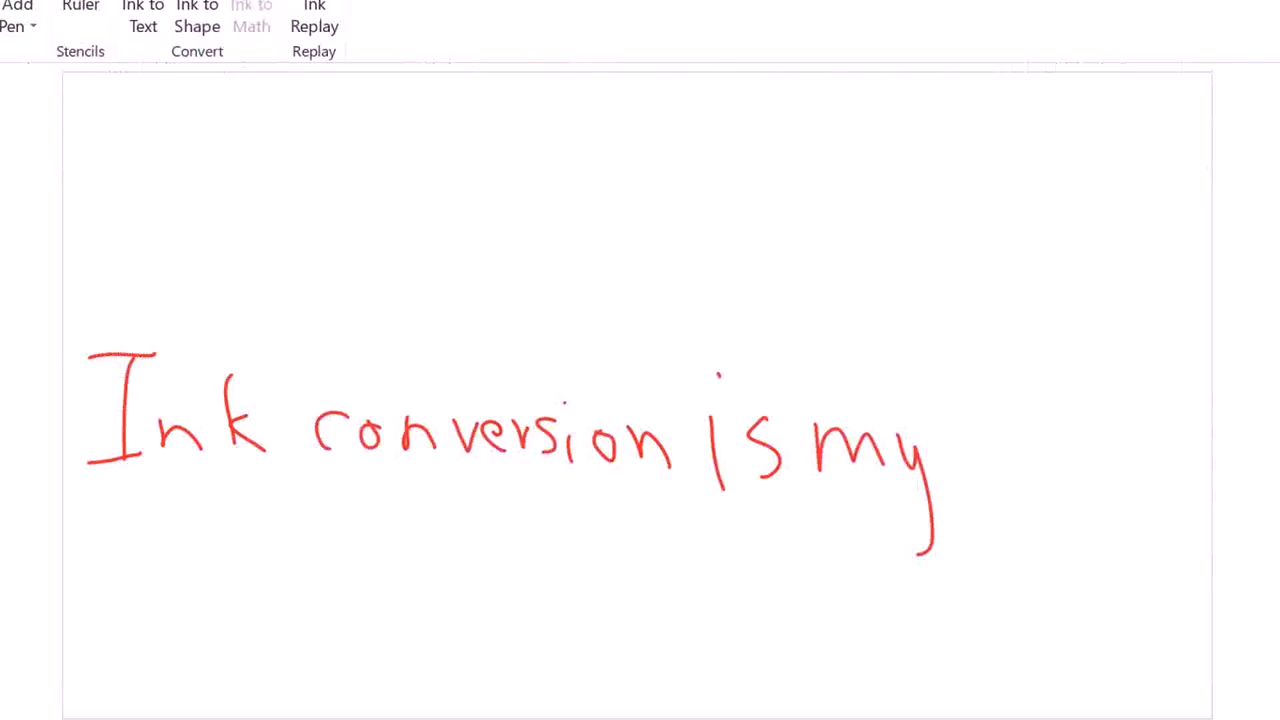 Add Ruler Ink to Ink to Ink to Ink
Pen Text Shape Math Replay
Stencils Convert Replay
Ink conversion is my